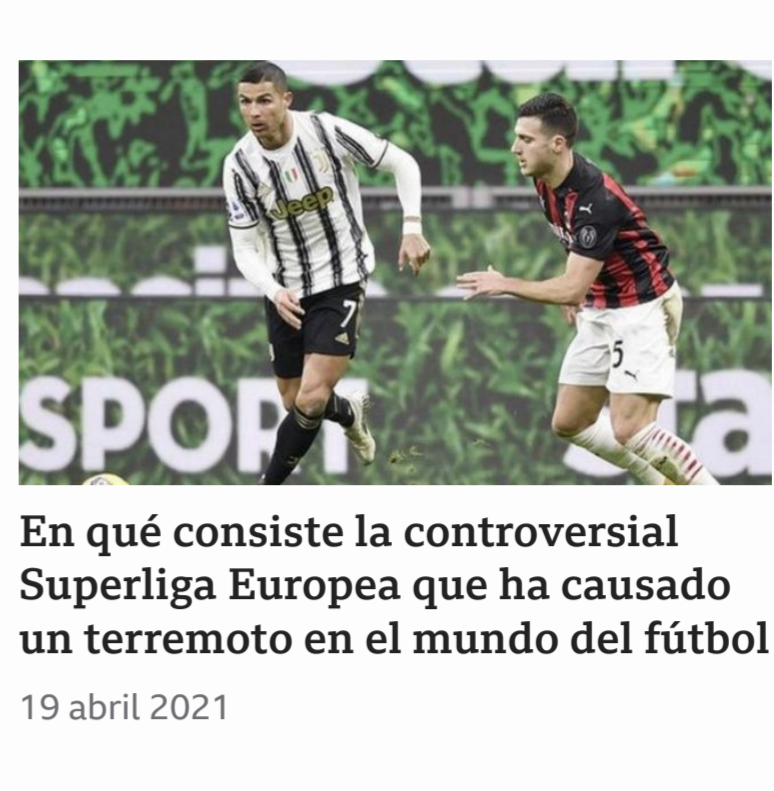 Jeep
7
5
SPORT
En qué consiste la controversial
Superliga Europea que ha causado
un terremoto en el mundo del fútbol
19 abril 2021